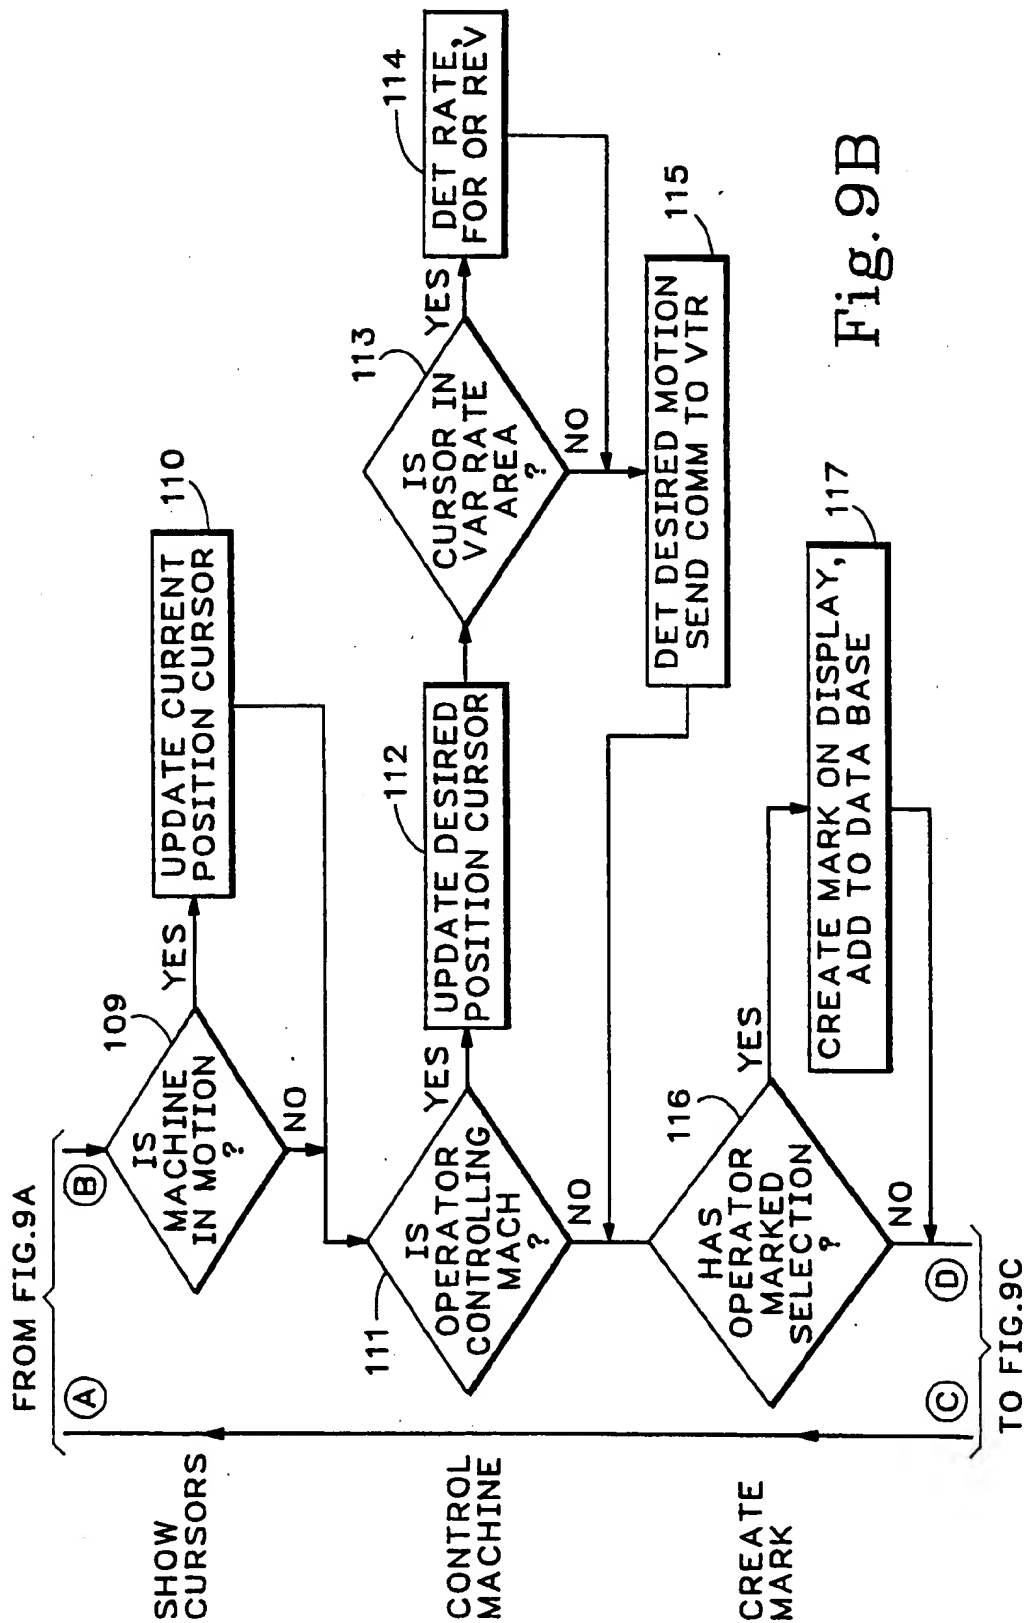 FROM FIG.9A
A
B
SHOW
CURSORS
109
IS
MACHINE
IN MOTION
?
YES
NO
110
UPDATE CURRENT
POSITION CURSOR
CONTROL
MACHINE
111
IS
OPERATOR
CONTROLLING
MACH
?
YES
NO
112
UPDATE DESIRED
POSITION CURSOR
113
IS
CURSOR IN
VAR RATE
AREA
?
YES
NO
114
DET RATE,
FOR OR REV
115
DET DESIRED MOTION
SEND COMM TO VTR
CREATE
MARK
116
HAS
OPERATOR
MARKED
SELECTION
?
YES
NO
117
CREATE MARK ON DISPLAY,
ADD TO DATA BASE
C
D
TO FIG.9C
Fig. 9B